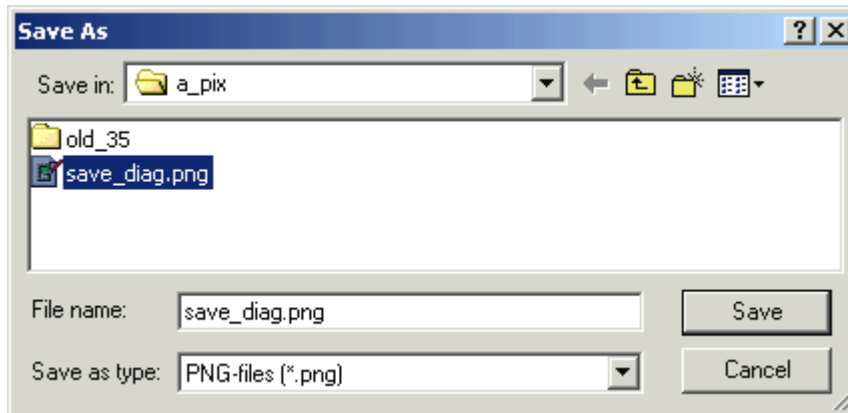 Save As
Save in: a_pix
old_35
save_diag.png
File name: save_diag.png Save
Save as type: PNG-files (*.png) Cancel